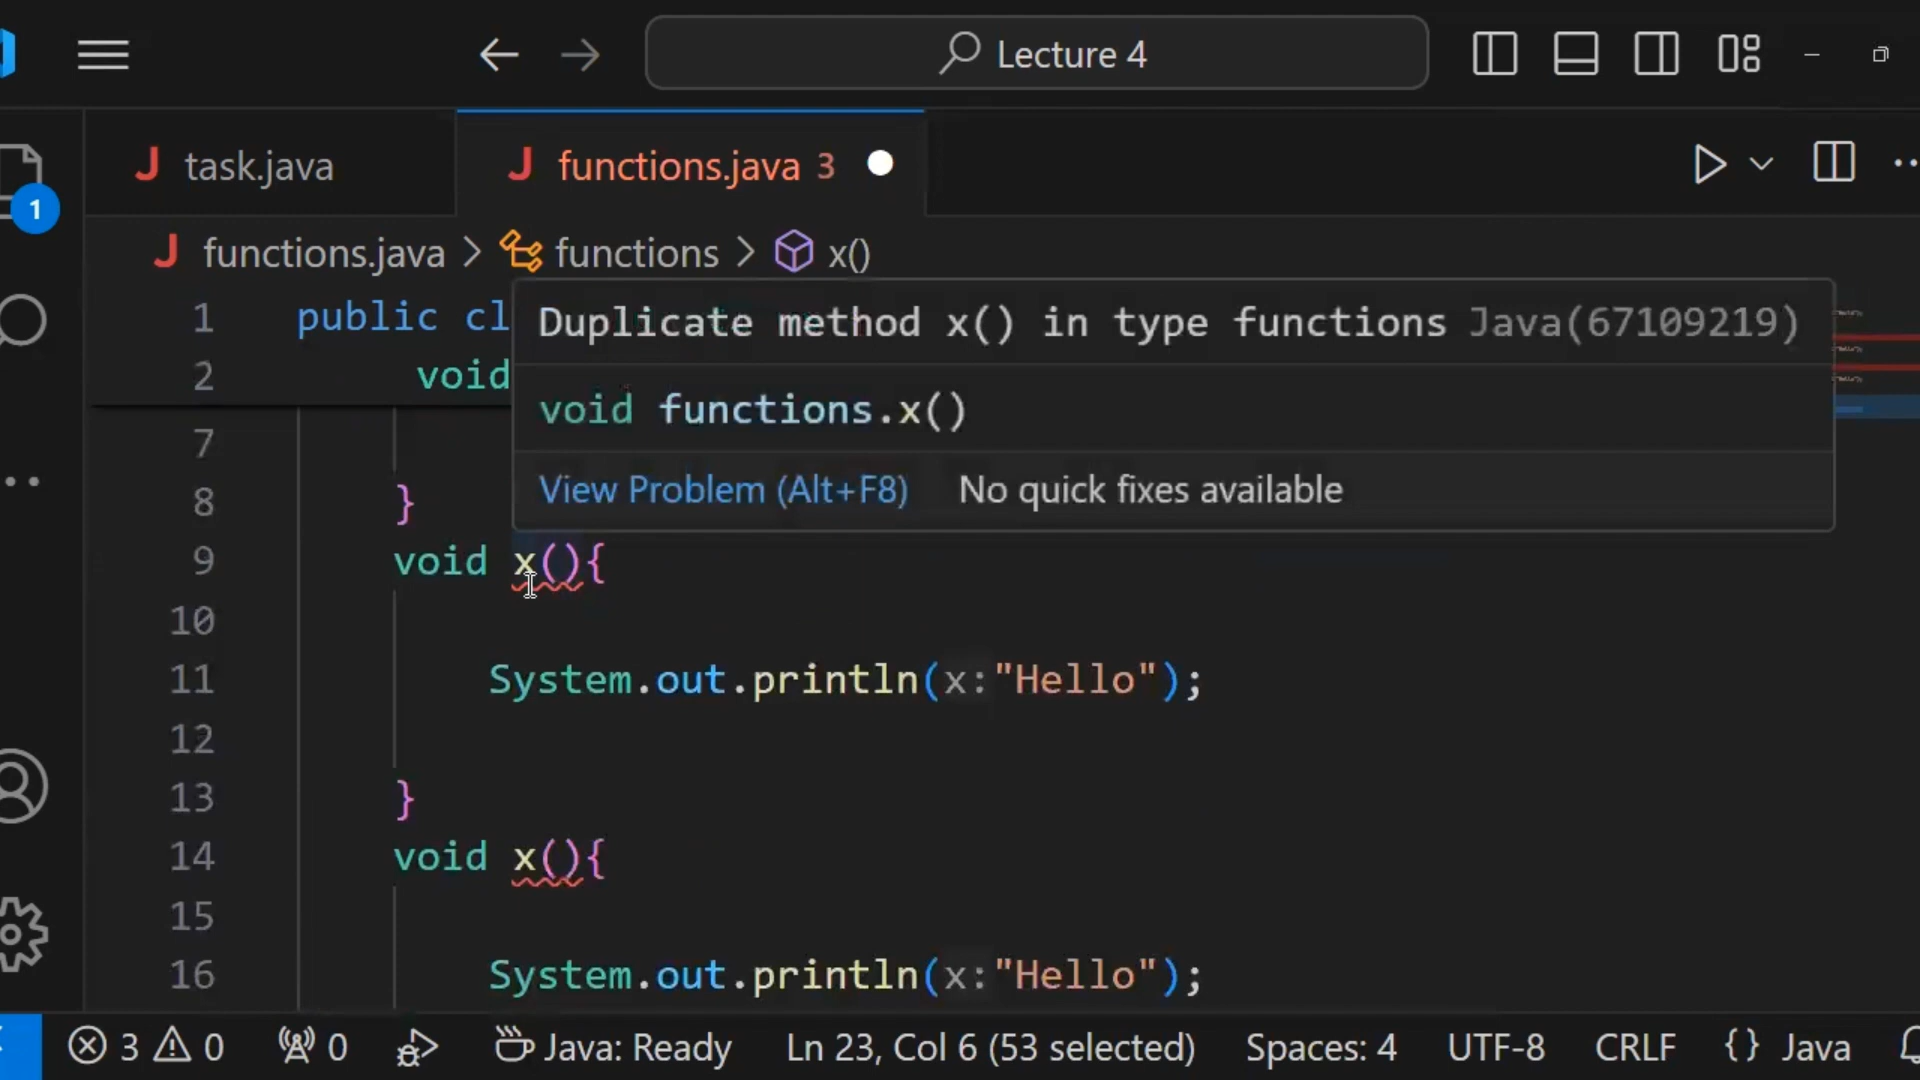 Lecture 4
task.java
functions.java 3
1
functions.java > functions > x()
1 public cl
2 void
Duplicate method x() in type functions Java(67109219)
void functions.x()
View Problem (Alt+F8) No quick fixes available
7
8 }
9 void x(){
10
11 System.out.println(x:"Hello");
12
13 }
14 void x(){
15
16 System.out.println(x:"Hello");
3 0 0 Java: Ready Ln 23, Col 6 (53 selected) Spaces: 4 UTF-8 CRLF {} Java